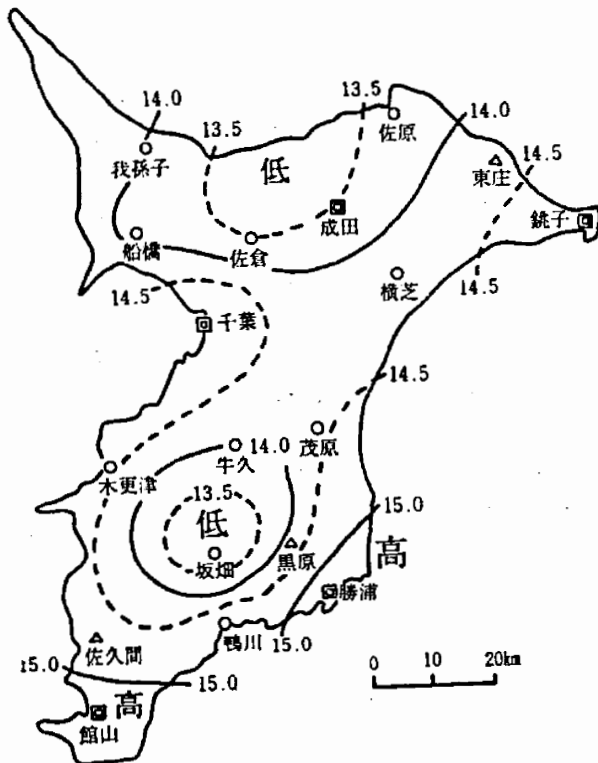 14.0
13.5
13.5
佐原
14.0
我孫子
低
東庄
14.5
成田
銚子
船橋
佐倉
横芝
14.5
14.5
千葉
14.5
茂原
14.0
牛久
木更津
13.5
低
15.0
坂畑
黒原
高
勝浦
鴨川
15.0
佐久間
15.0
15.0
高
館山
0 10 20km